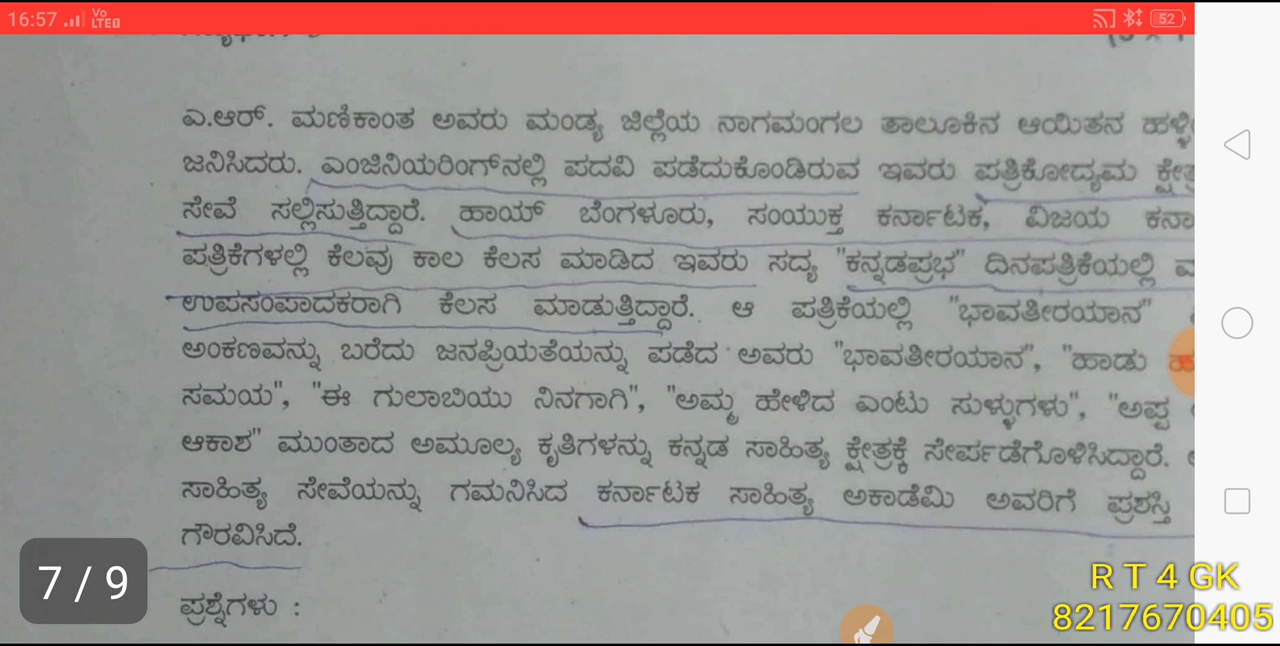 16:57 Vo LTE 52
ಎ.ಆರ್. ಮಣಿಕಾಂತ ಅವರು ಮಂಡ್ಯ ಜಿಲ್ಲೆಯ ನಾಗಮಂಗಲ ತಾಲೂಕಿನ ಆಯಿತನ
ಜನಿಸಿದರು. ಎಂಜಿನಿಯರಿಂಗ್‌ನಲ್ಲಿ ಪದವಿ ಪಡೆದುಕೊಂಡಿರುವ ಇವರು ಪತ್ರಿಕೋದ್ಯಮ
ಸೇವೆ ಸಲ್ಲಿಸುತ್ತಿದ್ದಾರೆ. ಹಾಯ್ ಬೆಂಗಳೂರು, ಸಂಯುಕ್ತ ಕರ್ನಾಟಕ, ವಿಜಯ
ಪತ್ರಿಕೆಗಳಲ್ಲಿ ಕೆಲವು ಕಾಲ ಕೆಲಸ ಮಾಡಿದ ಇವರು ಸದ್ಯ "ಕನ್ನಡಪ್ರಭ" ದಿನಪತ್ರಿಕೆಯಲ್ಲಿ
ಉಪಸಂಪಾದಕರಾಗಿ ಕೆಲಸ ಮಾಡುತ್ತಿದ್ದಾರೆ. ಆ ಪತ್ರಿಕೆಯಲ್ಲಿ "ಭಾವತೀರಯಾನ"
ಅಂಕಣವನ್ನು ಬರೆದು ಜನಪ್ರಿಯತೆಯನ್ನು ಪಡೆದ ಅವರು "ಭಾವತೀರಯಾನ", "ಹಾಡು
ಸಮಯ", "ಈ ಗುಲಾಬಿಯು ನಿನಗಾಗಿ", "ಅಮ್ಮ ಹೇಳಿದ ಎಂಟು ಸುಳ್ಳುಗಳು", "ಅಪ್ಪ
ಆಕಾಶ" ಮುಂತಾದ ಅಮೂಲ್ಯ ಕೃತಿಗಳನ್ನು ಕನ್ನಡ ಸಾಹಿತ್ಯ ಕ್ಷೇತ್ರಕ್ಕೆ ಸೇರ್ಪಡೆಗೊಳಿಸಿದ್ದಾರೆ.
ಸಾಹಿತ್ಯ ಸೇವೆಯನ್ನು ಗಮನಿಸಿದ ಕರ್ನಾಟಕ ಸಾಹಿತ್ಯ ಅಕಾಡೆಮಿ ಅವರಿಗೆ ಪ್ರಶಸ್ತಿ
ಗೌರವಿಸಿದೆ.
7 / 9
ಪ್ರಶ್ನೆಗಳು :
R T 4 GK
8217670405